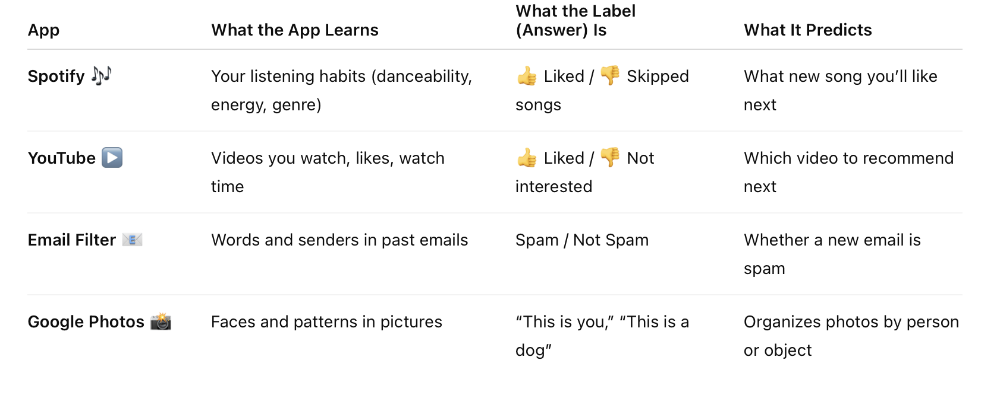 App
What the App Learns
What the Label
(Answer) Is
What It Predicts
Spotify 🎶
Your listening habits (danceability,
energy, genre)
👍 Liked / 👎 Skipped
songs
What new song you’ll like
next
YouTube ▶️
Videos you watch, likes, watch
time
👍 Liked / 👎 Not
interested
Which video to recommend
next
Email Filter 📧
Words and senders in past emails
Spam / Not Spam
Whether a new email is
spam
Google Photos 📸
Faces and patterns in pictures
“This is you,” “This is a
dog”
Organizes photos by person
or object